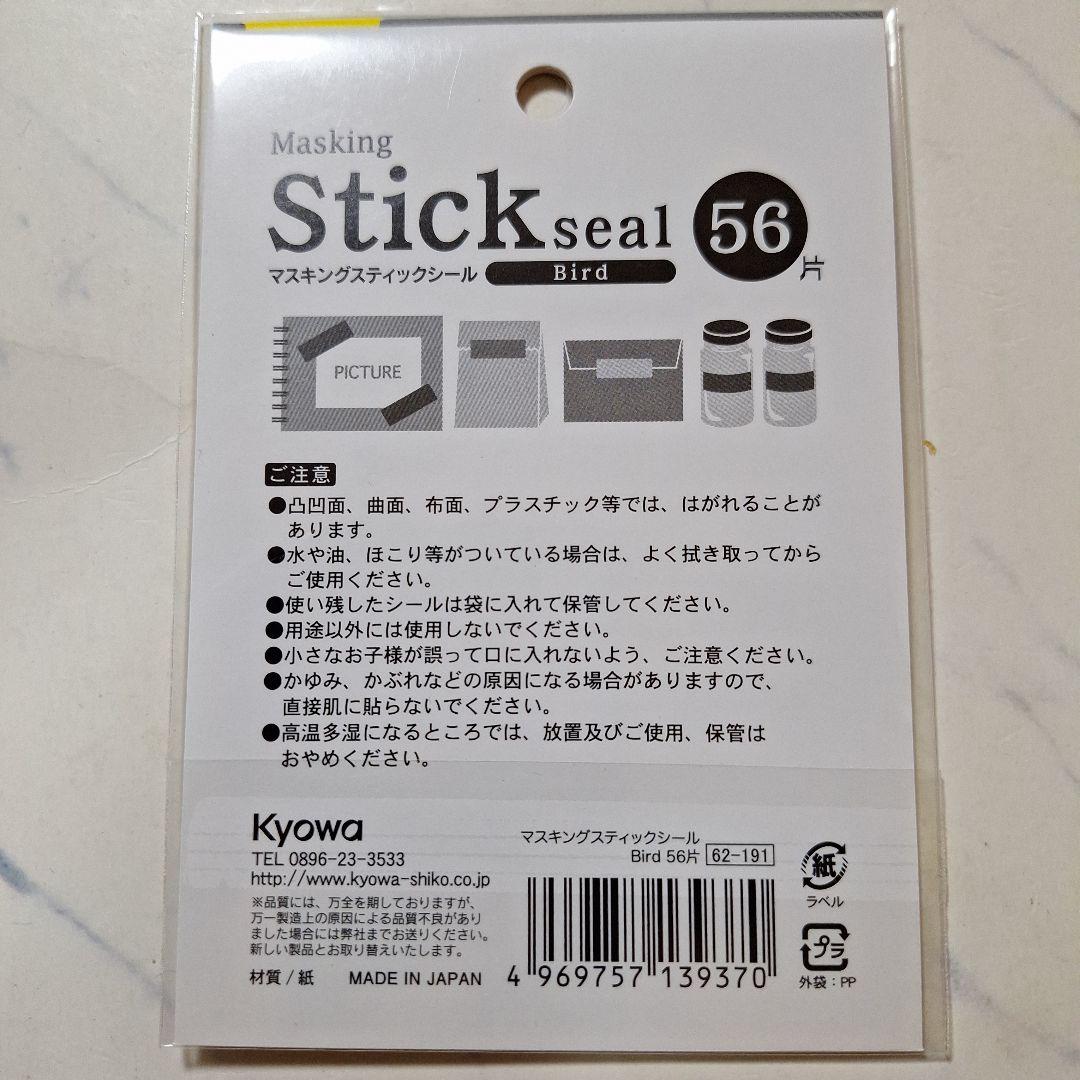 Masking
Stick seal 56片
マスキングスティックシール Bird
PICTURE
ご注意
●凸凹面、曲面、布面、プラスチック等では、はがれることが
あります。
●水や油、ほこり等がついている場合は、よく拭き取ってから
ご使用ください。
●使い残したシールは袋に入れて保管してください。
●用途以外には使用しないでください。
●小さなお子様が誤って口に入れないよう、ご注意ください。
●かゆみ、かぶれなどの原因になる場合がありますので、
直接肌に貼らないでください。
●高温多湿になるところでは、放置及びご使用、保管は
おやめください。
Kyowa
TEL 0896-23-3533
http://www.kyowa-shiko.co.jp
※品質には、万全を期しておりますが、
万一製造上の原因による品質不良があり
ました場合には弊社までお送りください。
新しい製品とお取り替えいたします。
材質/紙 MADE IN JAPAN
マスキングスティックシール
Bird 56片 62-191
4 969757 139370
紙
ラベル
プラ
外袋:PP